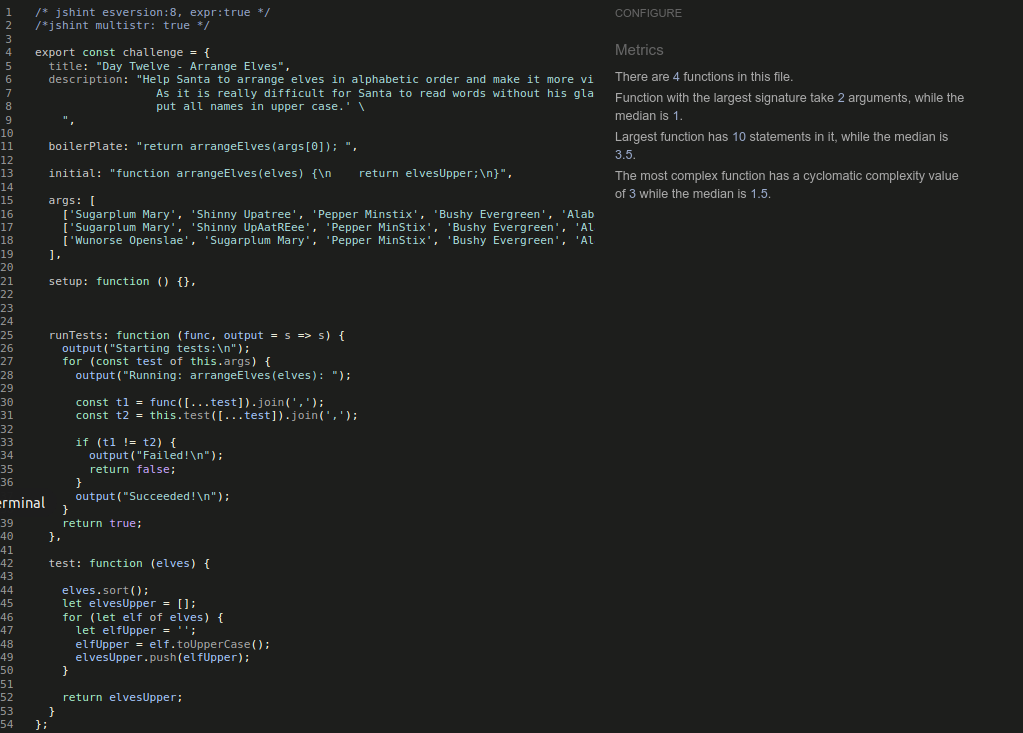 1 /* jshint esversion:8, expr:true */
2 /*jshint multistr: true */
3
4 export const challenge = {
5 title: "Day Twelve - Arrange Elves",
6 description: "Help Santa to arrange elves in alphabetic order and make it more vi
7 As it is really difficult for Santa to read words without his gla
8 put all names in upper case.' \
9 ",
10
11 boilerPlate: "return arrangeElves(args[0]); ",
12
13 initial: "function arrangeElves(elves) {\n    return elvesUpper;\n}",
14
15 args: [
16 ['Sugarplum Mary', 'Shinny Upatree', 'Pepper Minstix', 'Bushy Evergreen', 'Alab
17 ['Sugarplum Mary', 'Shinny UpAatREee', 'Pepper MinStix', 'Bushy Evergreen', 'Al
18 ['Wunorse Openslae', 'Sugarplum Mary', 'Pepper MinStix', 'Bushy Evergreen', 'Al
19 ],
20
21 setup: function () {},
22
23
24
25 runTests: function (func, output = s => s) {
26 output("Starting tests:\n");
27 for (const test of this.args) {
28 output("Running: arrangeElves(elves): ");
29
30 const t1 = func([...test]).join(',');
31 const t2 = this.test([...test]).join(',');
32
33 if (t1 != t2) {
34 output("Failed!\n");
35 return false;
36 }
output("Succeeded!\n");
erminal
}
39 return true;
40 },
41
42 test: function (elves) {
43
44 elves.sort();
45 let elvesUpper = [];
46 for (let elf of elves) {
47 let elfUpper = '';
48 elfUpper = elf.toUpperCase();
49 elvesUpper.push(elfUpper);
50 }
51
52 return elvesUpper;
53 }
54 };
CONFIGURE
Metrics
There are 4 functions in this file.
Function with the largest signature take 2 arguments, while the
median is 1.
Largest function has 10 statements in it, while the median is
3.5.
The most complex function has a cyclomatic complexity value
of 3 while the median is 1.5.